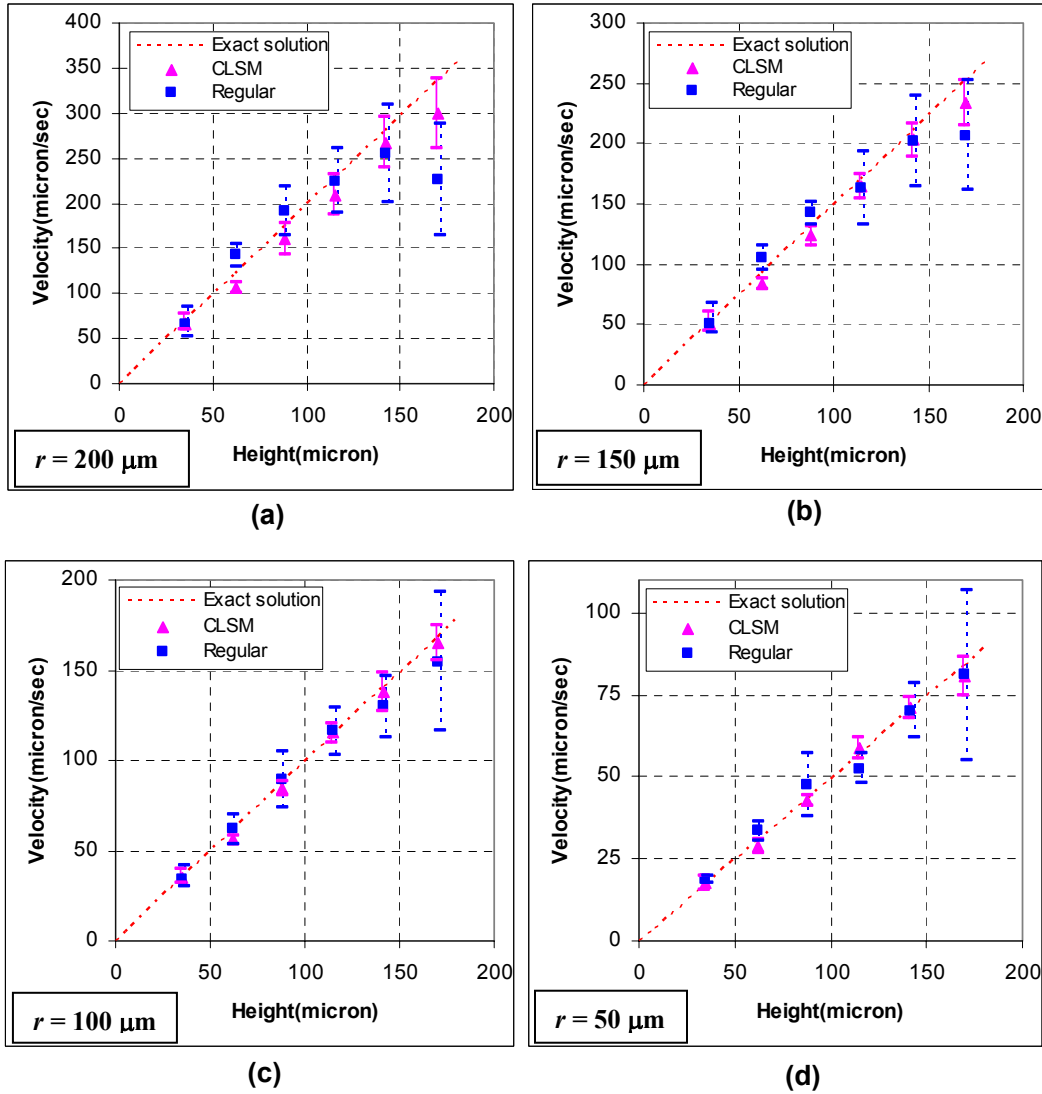 400
350
300
250
200
150
100
50
0
Velocity(micron/sec)
Exact solution
CLSM
Regular
0 50 100 150 200
Height(micron)
r = 200 µm
(a)
300
250
200
150
100
50
0
Velocity(micron/sec)
Exact solution
CLSM
Regular
0 50 100 150 200
Height(micron)
r = 150 µm
(b)
200
150
100
50
0
Velocity(micron/sec)
Exact solution
CLSM
Regular
0 50 100 150 200
Height(micron)
r = 100 µm
(c)
100
75
50
25
0
Velocity(micron/sec)
Exact solution
CLSM
Regular
0 50 100 150 200
Height(micron)
r = 50 µm
(d)